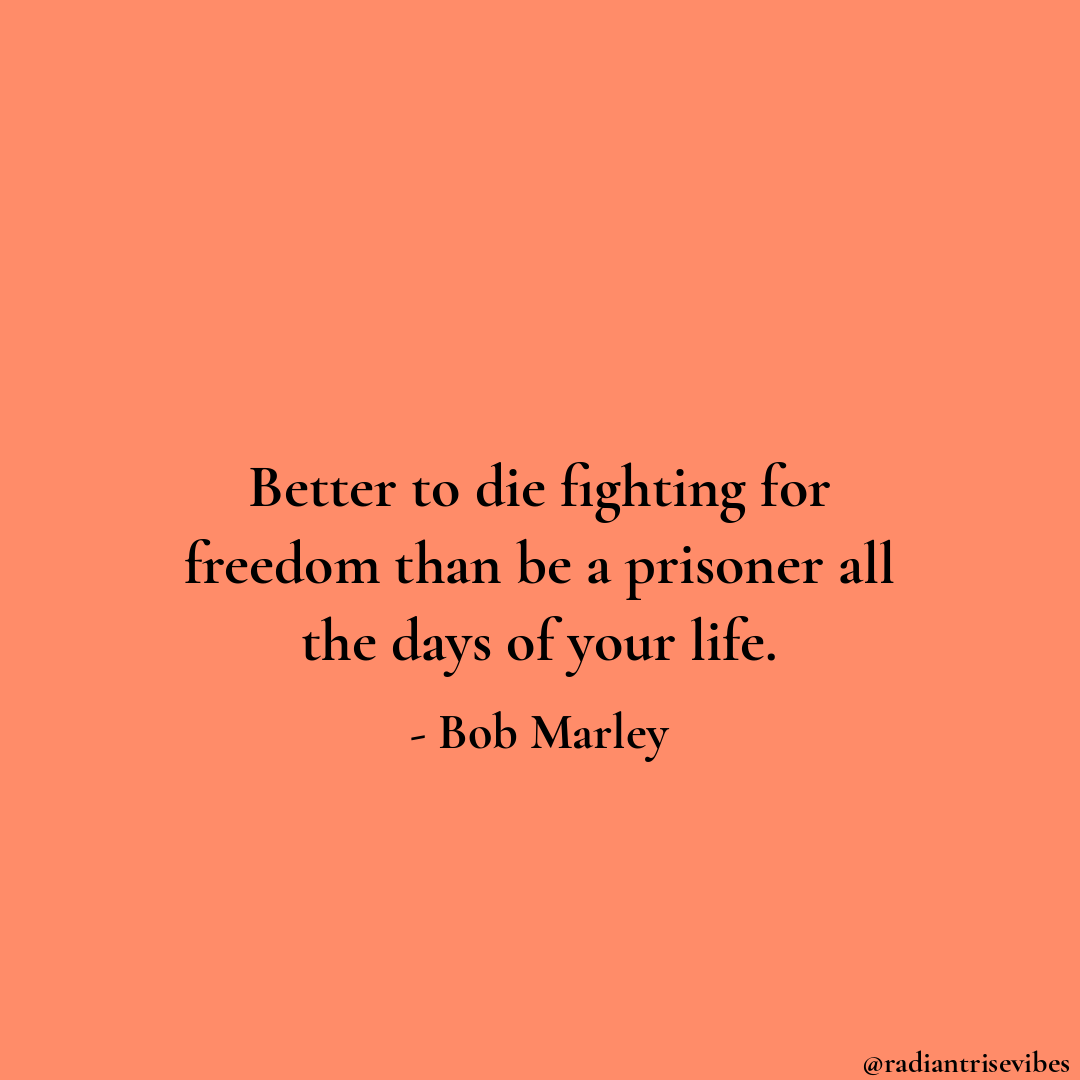 Better to die fighting for
freedom than be a prisoner all
the days of your life.
- Bob Marley
@radiantrisevibes